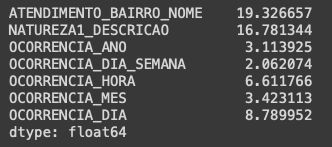 ATENDIMENTO_BAIRRO_NOME 19.326657
NATUREZA1_DESCRICAO 16.781344
OCORRENCIA_ANO 3.113925
OCORRENCIA_DIA_SEMANA 2.062074
OCORRENCIA_HORA 6.611766
OCORRENCIA_MES 3.423113
OCORRENCIA_DIA 8.789952
dtype: float64